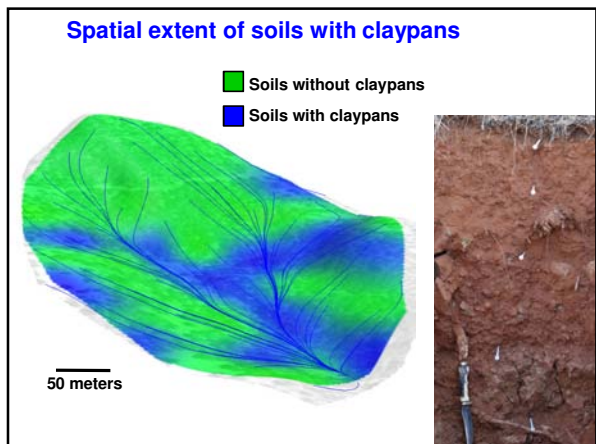 Spatial extent of soils with claypans
Soils without claypans
Soils with claypans
50 meters